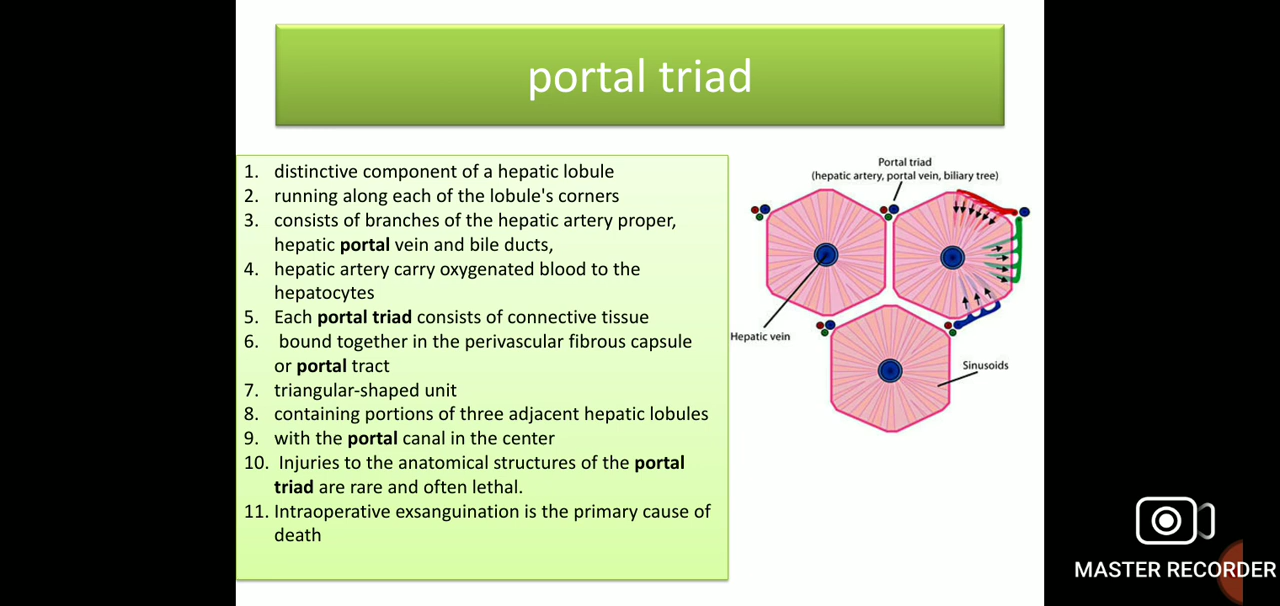 portal triad
1. distinctive component of a hepatic lobule
2. running along each of the lobule's corners
3. consists of branches of the hepatic artery proper,
hepatic portal vein and bile ducts,
4. hepatic artery carry oxygenated blood to the
hepatocytes
5. Each portal triad consists of connective tissue
6. bound together in the perivascular fibrous capsule
or portal tract
7. triangular-shaped unit
8. containing portions of three adjacent hepatic lobules
9. with the portal canal in the center
10. Injuries to the anatomical structures of the portal
triad are rare and often lethal.
11. Intraoperative exsanguination is the primary cause of
death
Portal triad
(hepatic artery, portal vein, biliary tree)
Hepatic vein
Sinusoids
MASTER RECORDER